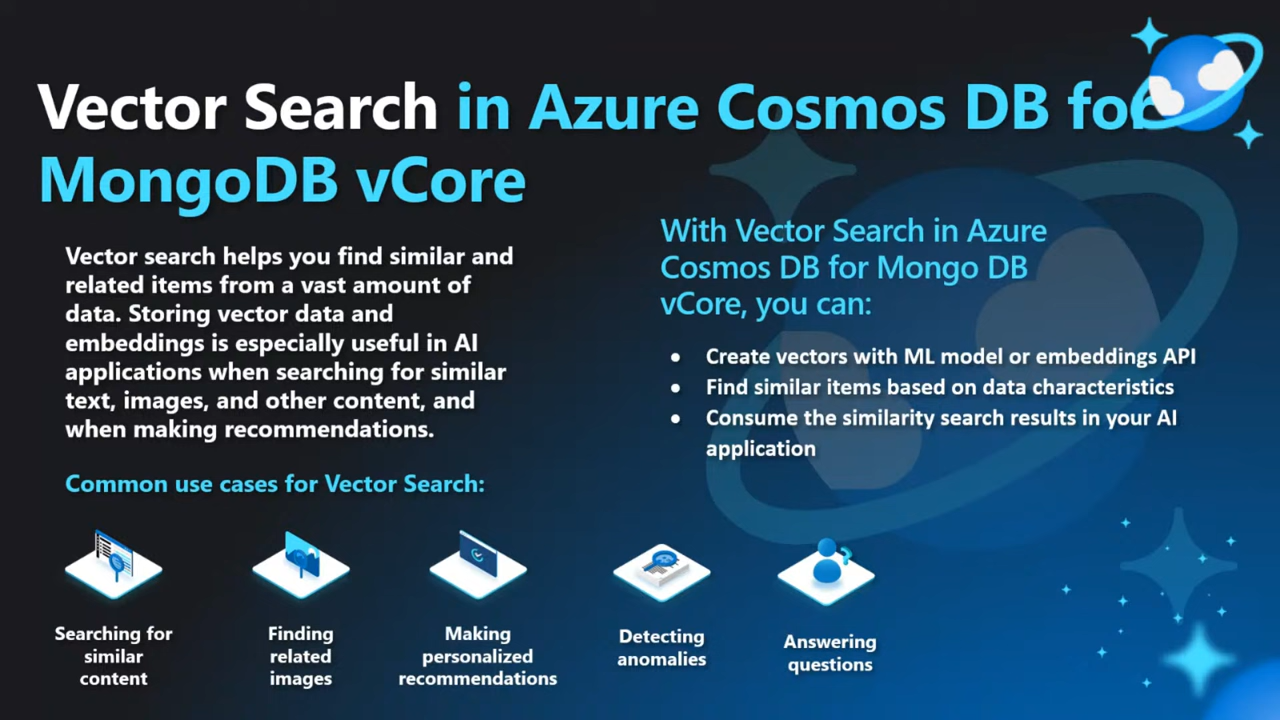 Vector Search in Azure Cosmos DB for
MongoDB vCore
Vector search helps you find similar and
related items from a vast amount of
data. Storing vector data and
embeddings is especially useful in AI
applications when searching for similar
text, images, and other content, and
when making recommendations.
With Vector Search in Azure
Cosmos DB for Mongo DB
vCore, you can:
• Create vectors with ML model or embeddings API
• Find similar items based on data characteristics
• Consume the similarity search results in your AI
application
Common use cases for Vector Search:
Searching for
similar
content
Finding
related
images
Making
personalized
recommendations
Detecting
anomalies
Answering
questions